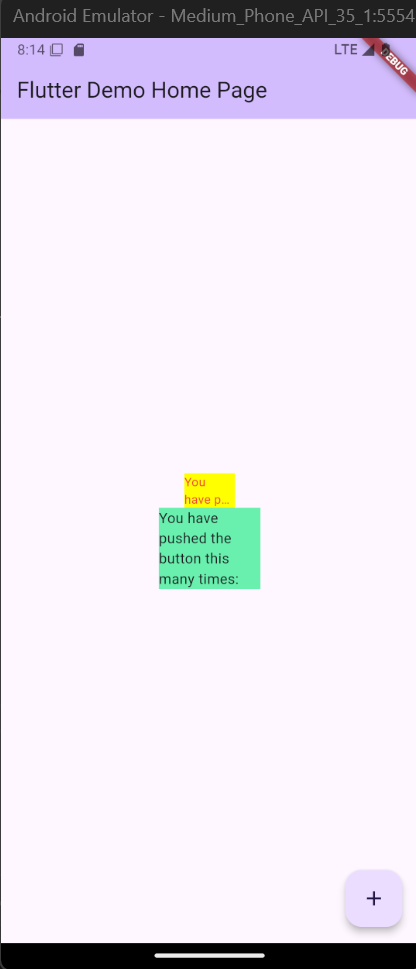 Android Emulator - Medium_Phone_API_35_1:5554
8:14 LTE
DEBUG
Flutter Demo Home Page
You
have p...
You have
pushed the
button this
many times:
+